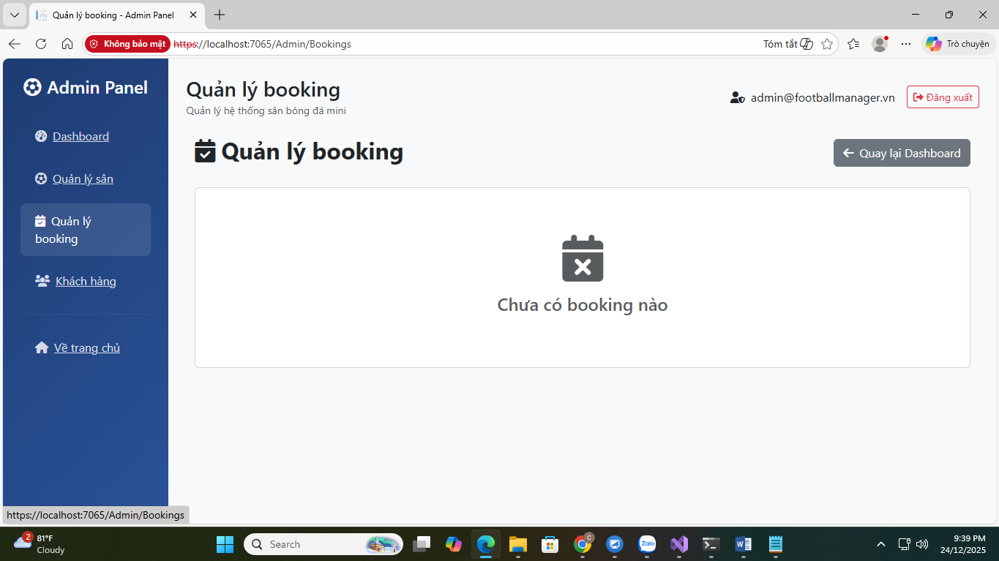 Quản lý booking - Admin Panel
Không bảo mật
https://localhost:7065/Admin/Bookings
Tóm tắt
Trò chuyện
Admin Panel
Dashboard
Quản lý sân
Quản lý
booking
Khách hàng
Về trang chủ
Quản lý booking
Quản lý hệ thống sân bóng đá mini
admin@footballmanager.vn
Đăng xuất
Quản lý booking
Quay lại Dashboard
Chưa có booking nào
https://localhost:7065/Admin/Bookings
2
81°F
Cloudy
Search
C
Zalo
9:39 PM
24/12/2025